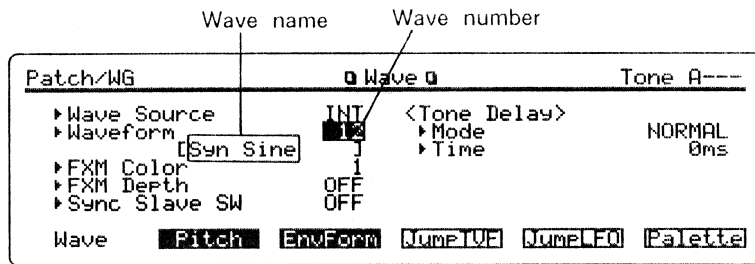 Wave name Wave number
Patch/WG Wave Tone A---
Wave Source INT <Tone Delay>
Waveform 10 Mode NORMAL
[Syn Sine] Time 0ms
FXM Color 1
FXM Depth OFF
Sync Slave SW OFF
Wave Pitch EnvForm JumpTVF JumpLFO Palette